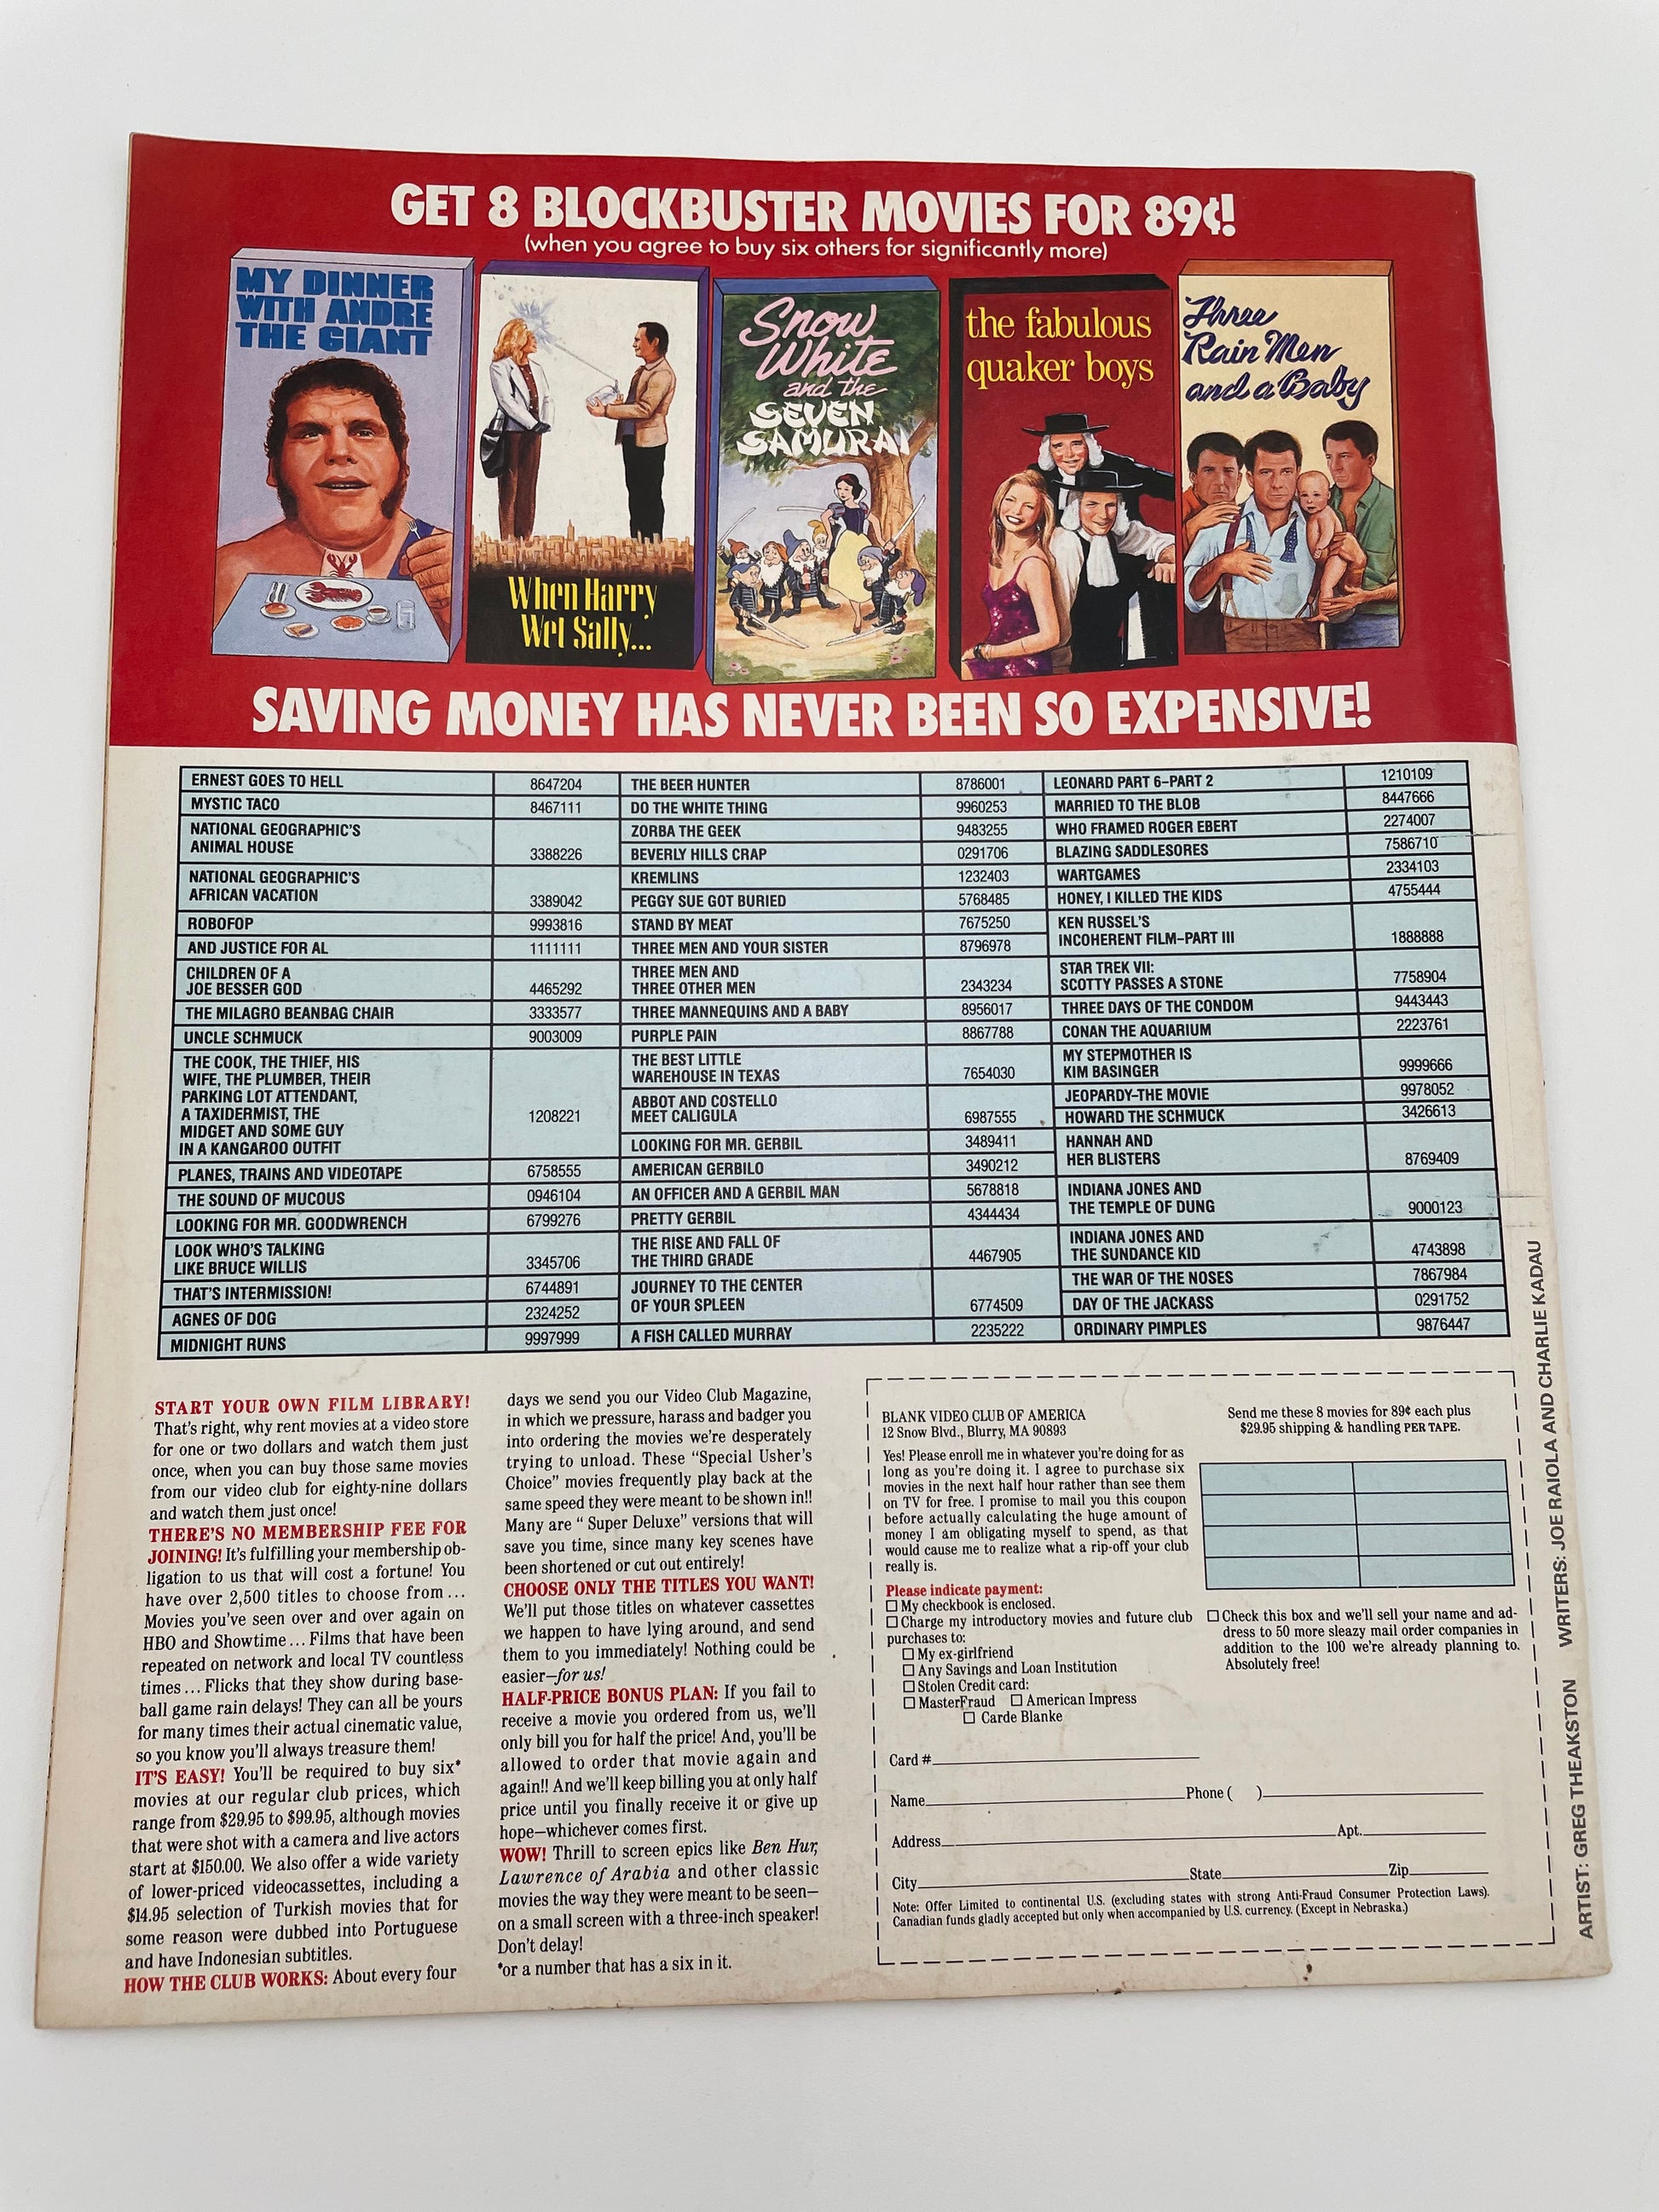 GET 8 BLOCKBUSTER MOVIES FOR 89¢!
(when you agree to buy six others for significantly more)
MY DINNER
WITH ANDRE
THE GIANT
When Harry
Wet Sally...
Snow
White
and the
SEVEN
SAMURAI
the fabulous
quaker boys
Three
Rain Men
and a Baby
SAVING MONEY HAS NEVER BEEN SO EXPENSIVE!
ERNEST GOES TO HELL 8647204
MYSTIC TACO 8467111
NATIONAL GEOGRAPHIC'S
ANIMAL HOUSE 3388226
NATIONAL GEOGRAPHIC'S
AFRICAN VACATION 3389042
ROBOFOP 9993816
AND JUSTICE FOR AL 1111111
CHILDREN OF A
JOE BESSER GOD 4465292
THE MILAGRO BEANBAG CHAIR 3333577
UNCLE SCHMUCK 9003009
THE COOK, THE THIEF, HIS
WIFE, THE PLUMBER, THEIR
PARKING LOT ATTENDANT,
A TAXIDERMIST, THE 1208221
MIDGET AND SOME GUY
IN A KANGAROO OUTFIT
PLANES, TRAINS AND VIDEOTAPE 6758555
THE SOUND OF MUCOUS 0946104
LOOKING FOR MR. GOODWRENCH 6799276
LOOK WHO'S TALKING
LIKE BRUCE WILLIS 3345706
THAT'S INTERMISSION! 6744891
AGNES OF DOG 2324252
MIDNIGHT RUNS 9997999
THE BEER HUNTER 8786001
DO THE WHITE THING 9960253
ZORBA THE GEEK 9483255
BEVERLY HILLS CRAP 0291706
KREMLINS 1232403
PEGGY SUE GOT BURIED 5768485
STAND BY MEAT 7675250
THREE MEN AND YOUR SISTER 8796978
THREE MEN AND
THREE OTHER MEN 2343234
THREE MANNEQUINS AND A BABY 8956017
PURPLE PAIN 8867788
THE BEST LITTLE
WAREHOUSE IN TEXAS 7654030
ABBOT AND COSTELLO
MEET CALIGULA 6987555
LOOKING FOR MR. GERBIL 3489411
AMERICAN GERBILO 3490212
AN OFFICER AND A GERBIL MAN 5678818
PRETTY GERBIL 4344434
THE RISE AND FALL OF
THE THIRD GRADE 4467905
JOURNEY TO THE CENTER
OF YOUR SPLEEN 6774509
A FISH CALLED MURRAY 2235222
LEONARD PART 6–PART 2 1210109
MARRIED TO THE BLOB 8447666
WHO FRAMED ROGER EBERT 2274007
BLAZING SADDLESORES 7586710
WARTGAMES 2334103
HONEY, I KILLED THE KIDS 4755444
KEN RUSSEL'S
INCOHERENT FILM–PART III 1888888
STAR TREK VII:
SCOTTY PASSES A STONE 7758904
THREE DAYS OF THE CONDOM 9443443
CONAN THE AQUARIUM 2223761
MY STEPMOTHER IS
KIM BASINGER 9999666
JEOPARDY–THE MOVIE 9978052
HOWARD THE SCHMUCK 3426613
HANNAH AND
HER BLISTERS 8769409
INDIANA JONES AND
THE TEMPLE OF DUNG 9000123
INDIANA JONES AND
THE SUNDANCE KID 4743898
THE WAR OF THE NOSES 7867984
DAY OF THE JACKASS 0291752
ORDINARY PIMPLES 9876447
START YOUR OWN FILM LIBRARY!
That's right, why rent movies at a video store
for one or two dollars and watch them just
once, when you can buy those same movies
from our video club for eighty-nine dollars
and watch them just once!
THERE'S NO MEMBERSHIP FEE FOR
JOINING! It's fulfilling your membership ob-
ligation to us that will cost a fortune! You
have over 2,500 titles to choose from...
Movies you've seen over and over again on
HBO and Showtime... Films that have been
repeated on network and local TV countless
times... Flicks that they show during base-
ball game rain delays! They can all be yours
for many times their actual cinematic value,
so you know you'll always treasure them!
IT'S EASY! You'll be required to buy six*
movies at our regular club prices, which
range from $29.95 to $99.95, although movies
that were shot with a camera and live actors
start at $150.00. We also offer a wide variety
of lower-priced videocassettes, including a
$14.95 selection of Turkish movies that for
some reason were dubbed into Portuguese
and have Indonesian subtitles.
HOW THE CLUB WORKS: About every four
days we send you our Video Club Magazine,
in which we pressure, harass and badger you
into ordering the movies we're desperately
trying to unload. These "Special Usher's
Choice" movies frequently play back at the
same speed they were meant to be shown in!!
Many are " Super Deluxe" versions that will
save you time, since many key scenes have
been shortened or cut out entirely!
CHOOSE ONLY THE TITLES YOU WANT!
We'll put those titles on whatever cassettes
we happen to have lying around, and send
them to you immediately! Nothing could be
easier—for us!
HALF-PRICE BONUS PLAN: If you fail to
receive a movie you ordered from us, we'll
only bill you for half the price! And, you'll be
allowed to order that movie again and
again!! And we'll keep billing you at only half
price until you finally receive it or give up
hope—whichever comes first.
WOW! Thrill to screen epics like Ben Hur,
Lawrence of Arabia and other classic
movies the way they were meant to be seen—
on a small screen with a three-inch speaker!
Don't delay!
*or a number that has a six in it.
BLANK VIDEO CLUB OF AMERICA
12 Snow Blvd., Blurry, MA 90893
Yes! Please enroll me in whatever you're doing for as
long as you're doing it. I agree to purchase six
movies in the next half hour rather than see them
on TV for free. I promise to mail you this coupon
before actually calculating the huge amount of
money I am obligating myself to spend, as that
would cause me to realize what a rip-off your club
really is.
Please indicate payment:
My checkbook is enclosed.
Charge my introductory movies and future club
purchases to:
My ex-girlfriend
Any Savings and Loan Institution
Stolen Credit card:
MasterFraud American Impress
Carde Blanke
Send me these 8 movies for 89¢ each plus
$29.95 shipping & handling PER TAPE.
Check this box and we'll sell your name and ad-
dress to 50 more sleazy mail order companies in
addition to the 100 we're already planning to.
Absolutely free!
Card #
Name Phone ( )
Address Apt.
City State Zip
Note: Offer Limited to continental U.S. (excluding states with strong Anti-Fraud Consumer Protection Laws).
Canadian funds gladly accepted but only when accompanied by U.S. currency. (Except in Nebraska.)
ARTIST: GREG THEAKSTON WRITERS: JOE RAIOLA AND CHARLIE KADAU